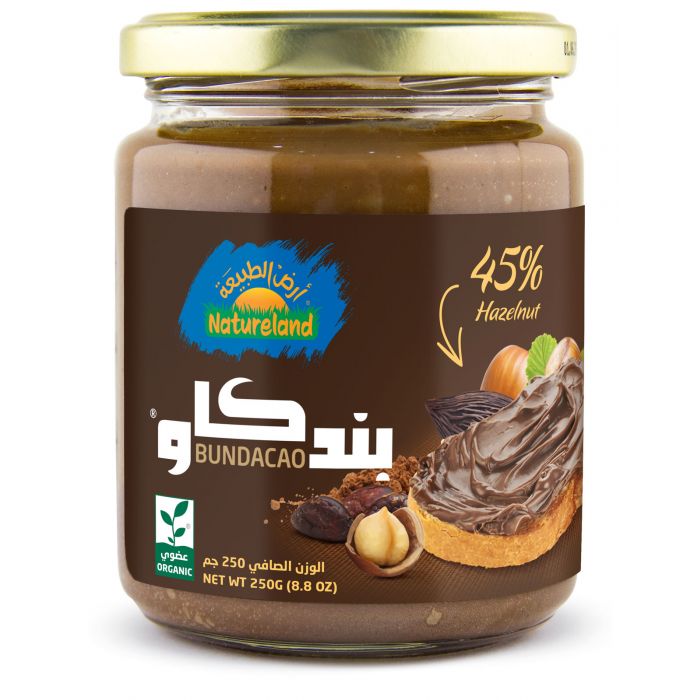 45%
Hazelnut
أرض الطبيعة
Natureland
®
بندكاو
®
BUNDACAO
عضوي
ORGANIC
الوزن الصافي 250 جم
NET WT 250G (8.8 OZ)